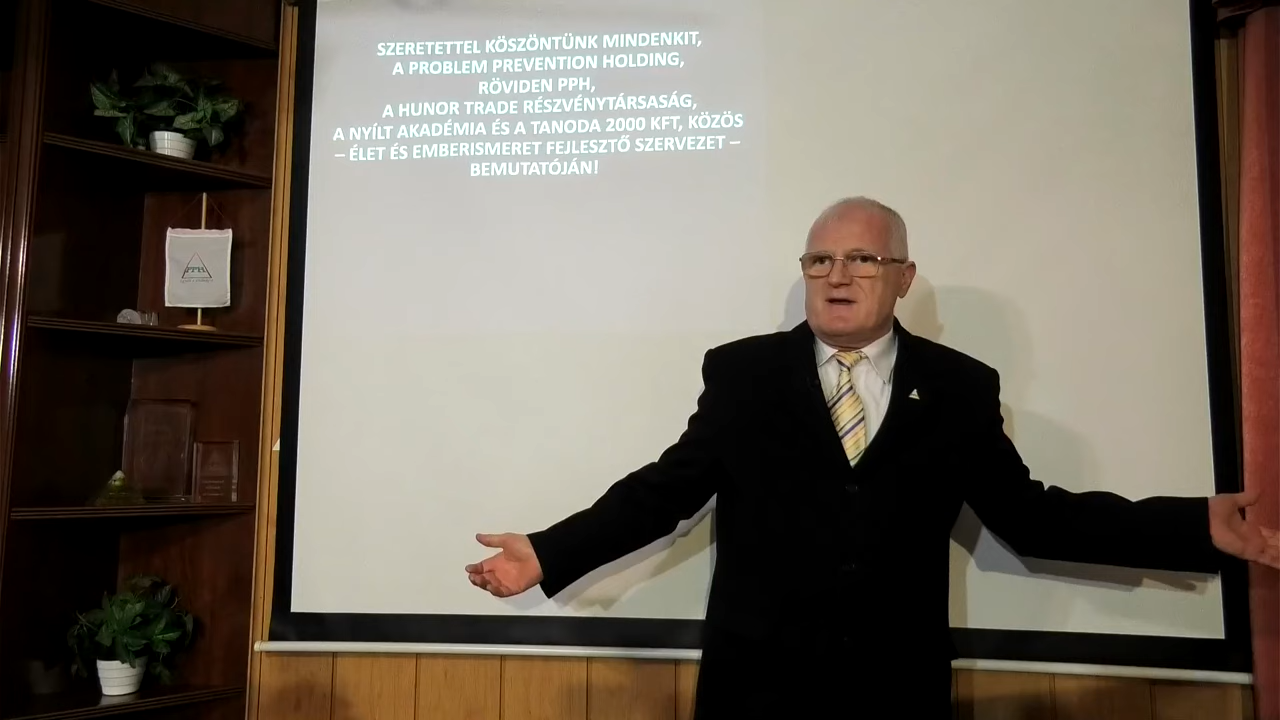 SZERETETTEL KÖSZÖNTÜNK MINDENKIT,
A PROBLEM PREVENTION HOLDING,
RÖVIDEN PPH,
A HUNOR TRADE RÉSZVÉNYTÁRSASÁG,
A NYÍLT AKADÉMIA ÉS A TANODA 2000 KFT, KÖZÖS
– ÉLET ÉS EMBERISMERET FEJLESZTŐ SZERVEZET –
BEMUTATÓJÁN!
PPH